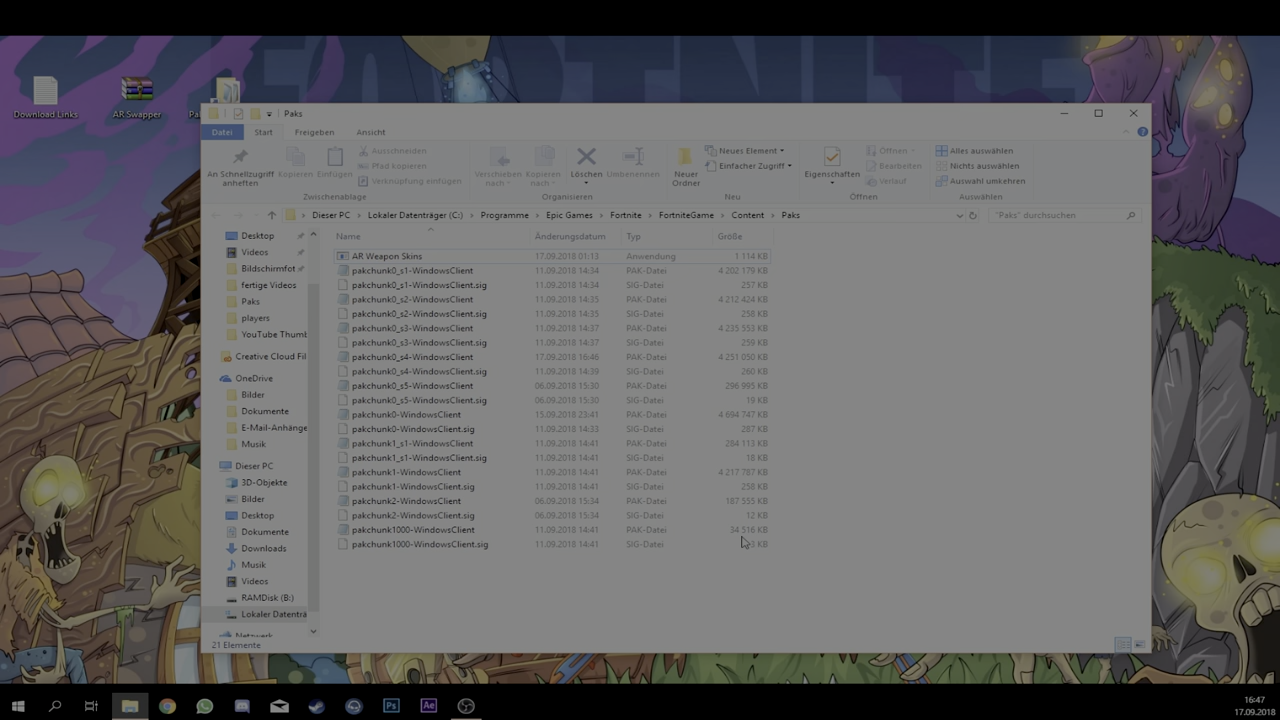 FORTNITE
Download Links
AR Swapper
Pa
Paks
Datei
Start
Freigeben
Ansicht
An Schnellzugriff anheften
Kopieren
Einfügen
Ausschneiden
Pfad kopieren
Verknüpfung einfügen
Zwischenablage
Verschieben nach
Kopieren nach
Löschen
Umbenennen
Organisieren
Neuer Ordner
Neues Element
Einfacher Zugriff
Neu
Eigenschaften
Öffnen
Bearbeiten
Verlauf
Öffnen
Alles auswählen
Nichts auswählen
Auswahl umkehren
Auswählen
Dieser PC > Lokaler Datenträger (C:) > Programme > Epic Games > Fortnite > FortniteGame > Content > Paks
"Paks" durchsuchen
Desktop
Videos
Bildschirmfot
fertige Videos
Paks
players
YouTube Thumb
Creative Cloud Fil
OneDrive
Bilder
Dokumente
E-Mail-Anhänge
Musik
Dieser PC
3D-Objekte
Bilder
Desktop
Dokumente
Downloads
Musik
Videos
RAMDisk (B:)
Lokaler Datenträ
Netzwerk
Name Änderungsdatum Typ Größe
AR Weapon Skins 17.09.2018 01:13 Anwendung 1 114 KB
pakchunk0_s1-WindowsClient 11.09.2018 14:34 PAK-Datei 4 202 179 KB
pakchunk0_s1-WindowsClient.sig 11.09.2018 14:34 SIG-Datei 257 KB
pakchunk0_s2-WindowsClient 11.09.2018 14:35 PAK-Datei 4 212 424 KB
pakchunk0_s2-WindowsClient.sig 11.09.2018 14:35 SIG-Datei 258 KB
pakchunk0_s3-WindowsClient 11.09.2018 14:37 PAK-Datei 4 235 553 KB
pakchunk0_s3-WindowsClient.sig 11.09.2018 14:37 SIG-Datei 259 KB
pakchunk0_s4-WindowsClient 17.09.2018 16:46 PAK-Datei 4 251 050 KB
pakchunk0_s4-WindowsClient.sig 11.09.2018 14:39 SIG-Datei 260 KB
pakchunk0_s5-WindowsClient 06.09.2018 15:30 PAK-Datei 296 995 KB
pakchunk0_s5-WindowsClient.sig 06.09.2018 15:30 SIG-Datei 19 KB
pakchunk0-WindowsClient 15.09.2018 23:41 PAK-Datei 4 694 747 KB
pakchunk0-WindowsClient.sig 11.09.2018 14:33 SIG-Datei 287 KB
pakchunk1_s1-WindowsClient 11.09.2018 14:41 PAK-Datei 284 113 KB
pakchunk1_s1-WindowsClient.sig 11.09.2018 14:41 SIG-Datei 18 KB
pakchunk1-WindowsClient 11.09.2018 14:41 PAK-Datei 4 217 787 KB
pakchunk1-WindowsClient.sig 11.09.2018 14:41 SIG-Datei 258 KB
pakchunk2-WindowsClient 06.09.2018 15:34 PAK-Datei 187 555 KB
pakchunk2-WindowsClient.sig 06.09.2018 15:34 SIG-Datei 12 KB
pakchunk1000-WindowsClient 11.09.2018 14:41 PAK-Datei 34 516 KB
pakchunk1000-WindowsClient.sig 11.09.2018 14:41 SIG-Datei KB
21 Elemente
Ps
Ae
16:47
17.09.2018